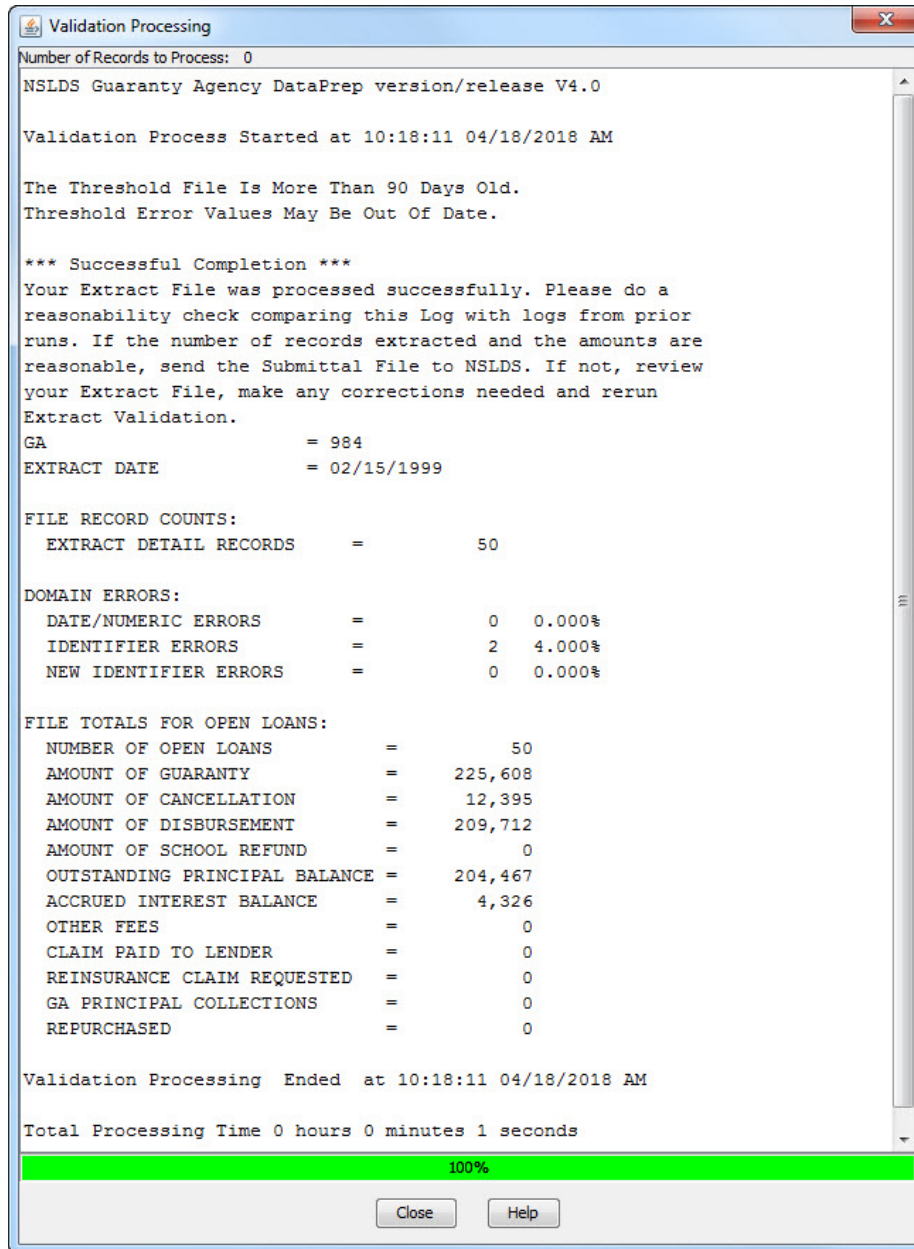 Validation Processing
Number of Records to Process: 0
NSLDS Guaranty Agency DataPrep version/release V4.0
Validation Process Started at 10:18:11 04/18/2018 AM
The Threshold File Is More Than 90 Days Old.
Threshold Error Values May Be Out Of Date.
*** Successful Completion ***
Your Extract File was processed successfully. Please do a
reasonability check comparing this Log with logs from prior
runs. If the number of records extracted and the amounts are
reasonable, send the Submittal File to NSLDS. If not, review
your Extract File, make any corrections needed and rerun
Extract Validation.
GA = 984
EXTRACT DATE = 02/15/1999
FILE RECORD COUNTS:
EXTRACT DETAIL RECORDS = 50
DOMAIN ERRORS:
DATE/NUMERIC ERRORS = 0 0.000%
IDENTIFIER ERRORS = 2 4.000%
NEW IDENTIFIER ERRORS = 0 0.000%
FILE TOTALS FOR OPEN LOANS:
NUMBER OF OPEN LOANS = 50
AMOUNT OF GUARANTY = 225,608
AMOUNT OF CANCELLATION = 12,395
AMOUNT OF DISBURSEMENT = 209,712
AMOUNT OF SCHOOL REFUND = 0
OUTSTANDING PRINCIPAL BALANCE = 204,467
ACCRUED INTEREST BALANCE = 4,326
OTHER FEES = 0
CLAIM PAID TO LENDER = 0
REINSURANCE CLAIM REQUESTED = 0
GA PRINCIPAL COLLECTIONS = 0
REPURCHASED = 0
Validation Processing Ended at 10:18:11 04/18/2018 AM
Total Processing Time 0 hours 0 minutes 1 seconds
100%
Close Help